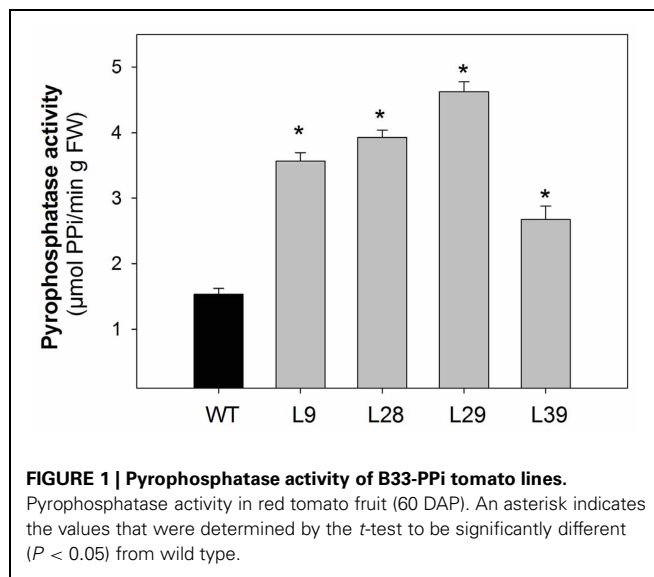 Pyrophosphatase activity
(µmol PPi/min g FW)
5
4
3
2
1
*
*
*
*
WT L9 L28 L29 L39
FIGURE 1 | Pyrophosphatase activity of B33-PPi tomato lines.
Pyrophosphatase activity in red tomato fruit (60 DAP). An asterisk indicates
the values that were determined by the t-test to be significantly different
(P < 0.05) from wild type.